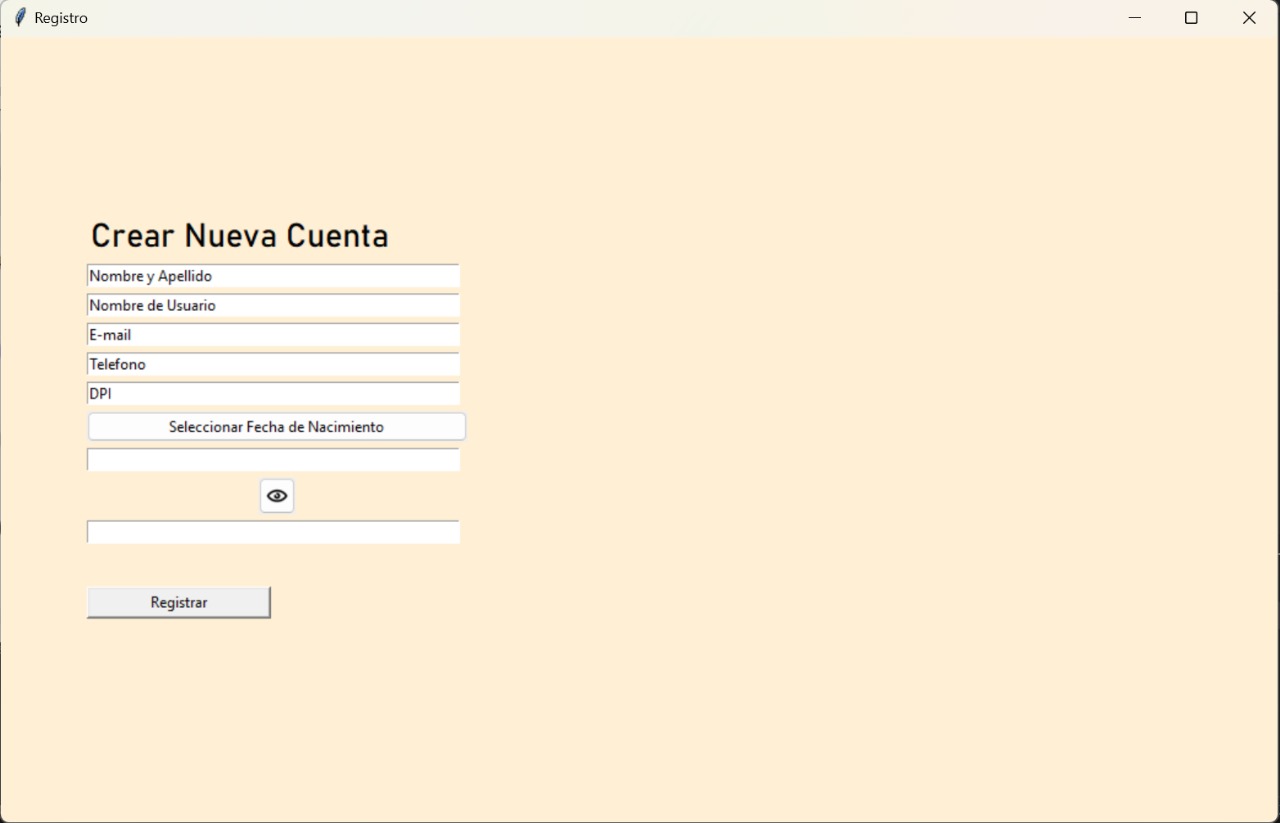 Registro
Crear Nueva Cuenta
Nombre y Apellido
Nombre de Usuario
E-mail
Telefono
DPI
Seleccionar Fecha de Nacimiento
Registrar